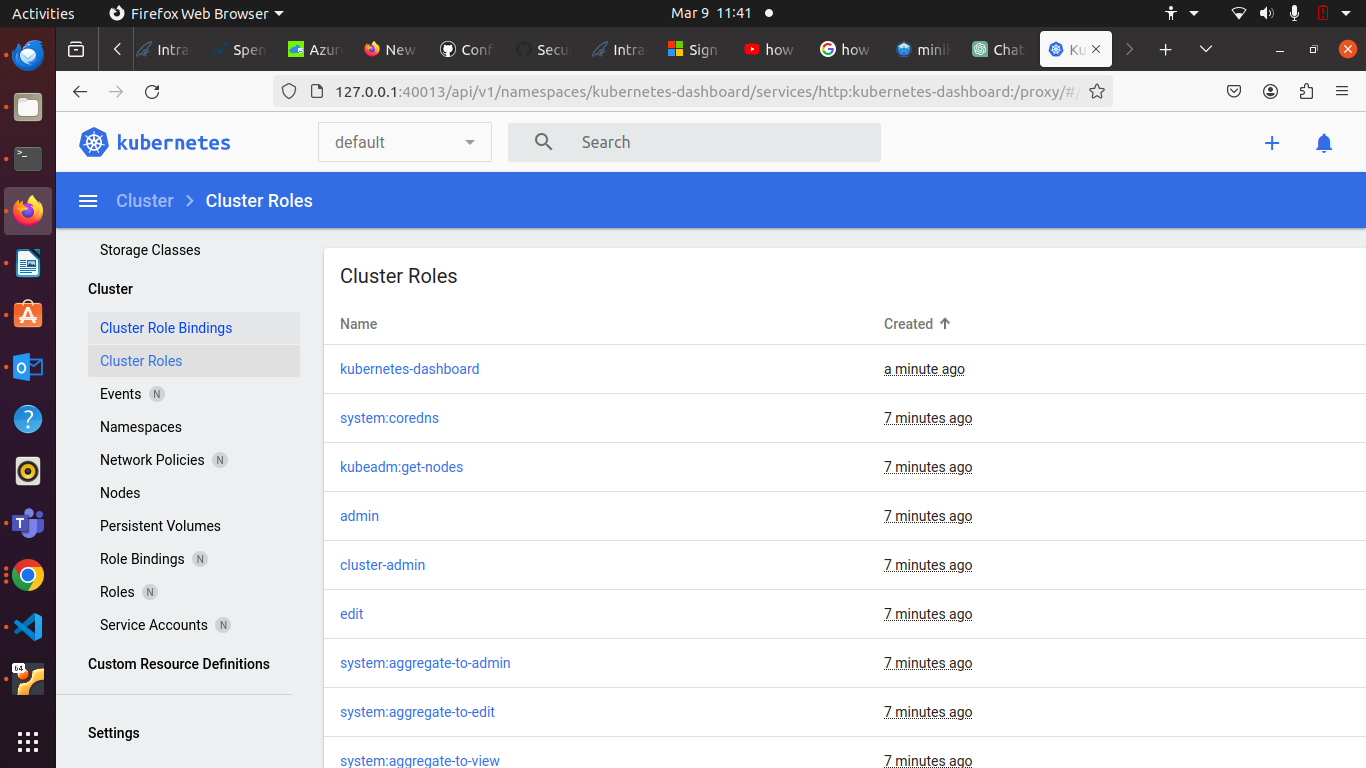 Activities Firefox Web Browser Mar 9 11:41
Intra Spen Azur New Conf Secu Intra Sign how how minil Chat Ku
127.0.0.1:40013/api/v1/namespaces/kubernetes-dashboard/services/http:kubernetes-dashboard:/proxy/#/
kubernetes default Search
Cluster Cluster Roles
Storage Classes
Cluster
Cluster Role Bindings
Cluster Roles
Events N
Namespaces
Network Policies N
Nodes
Persistent Volumes
Role Bindings N
Roles N
Service Accounts N
Custom Resource Definitions
Settings
Cluster Roles
Name Created
kubernetes-dashboard a minute ago
system:coredns 7 minutes ago
kubeadm:get-nodes 7 minutes ago
admin 7 minutes ago
cluster-admin 7 minutes ago
edit 7 minutes ago
system:aggregate-to-admin 7 minutes ago
system:aggregate-to-edit 7 minutes ago
system:aggregate-to-view 7 minutes ago